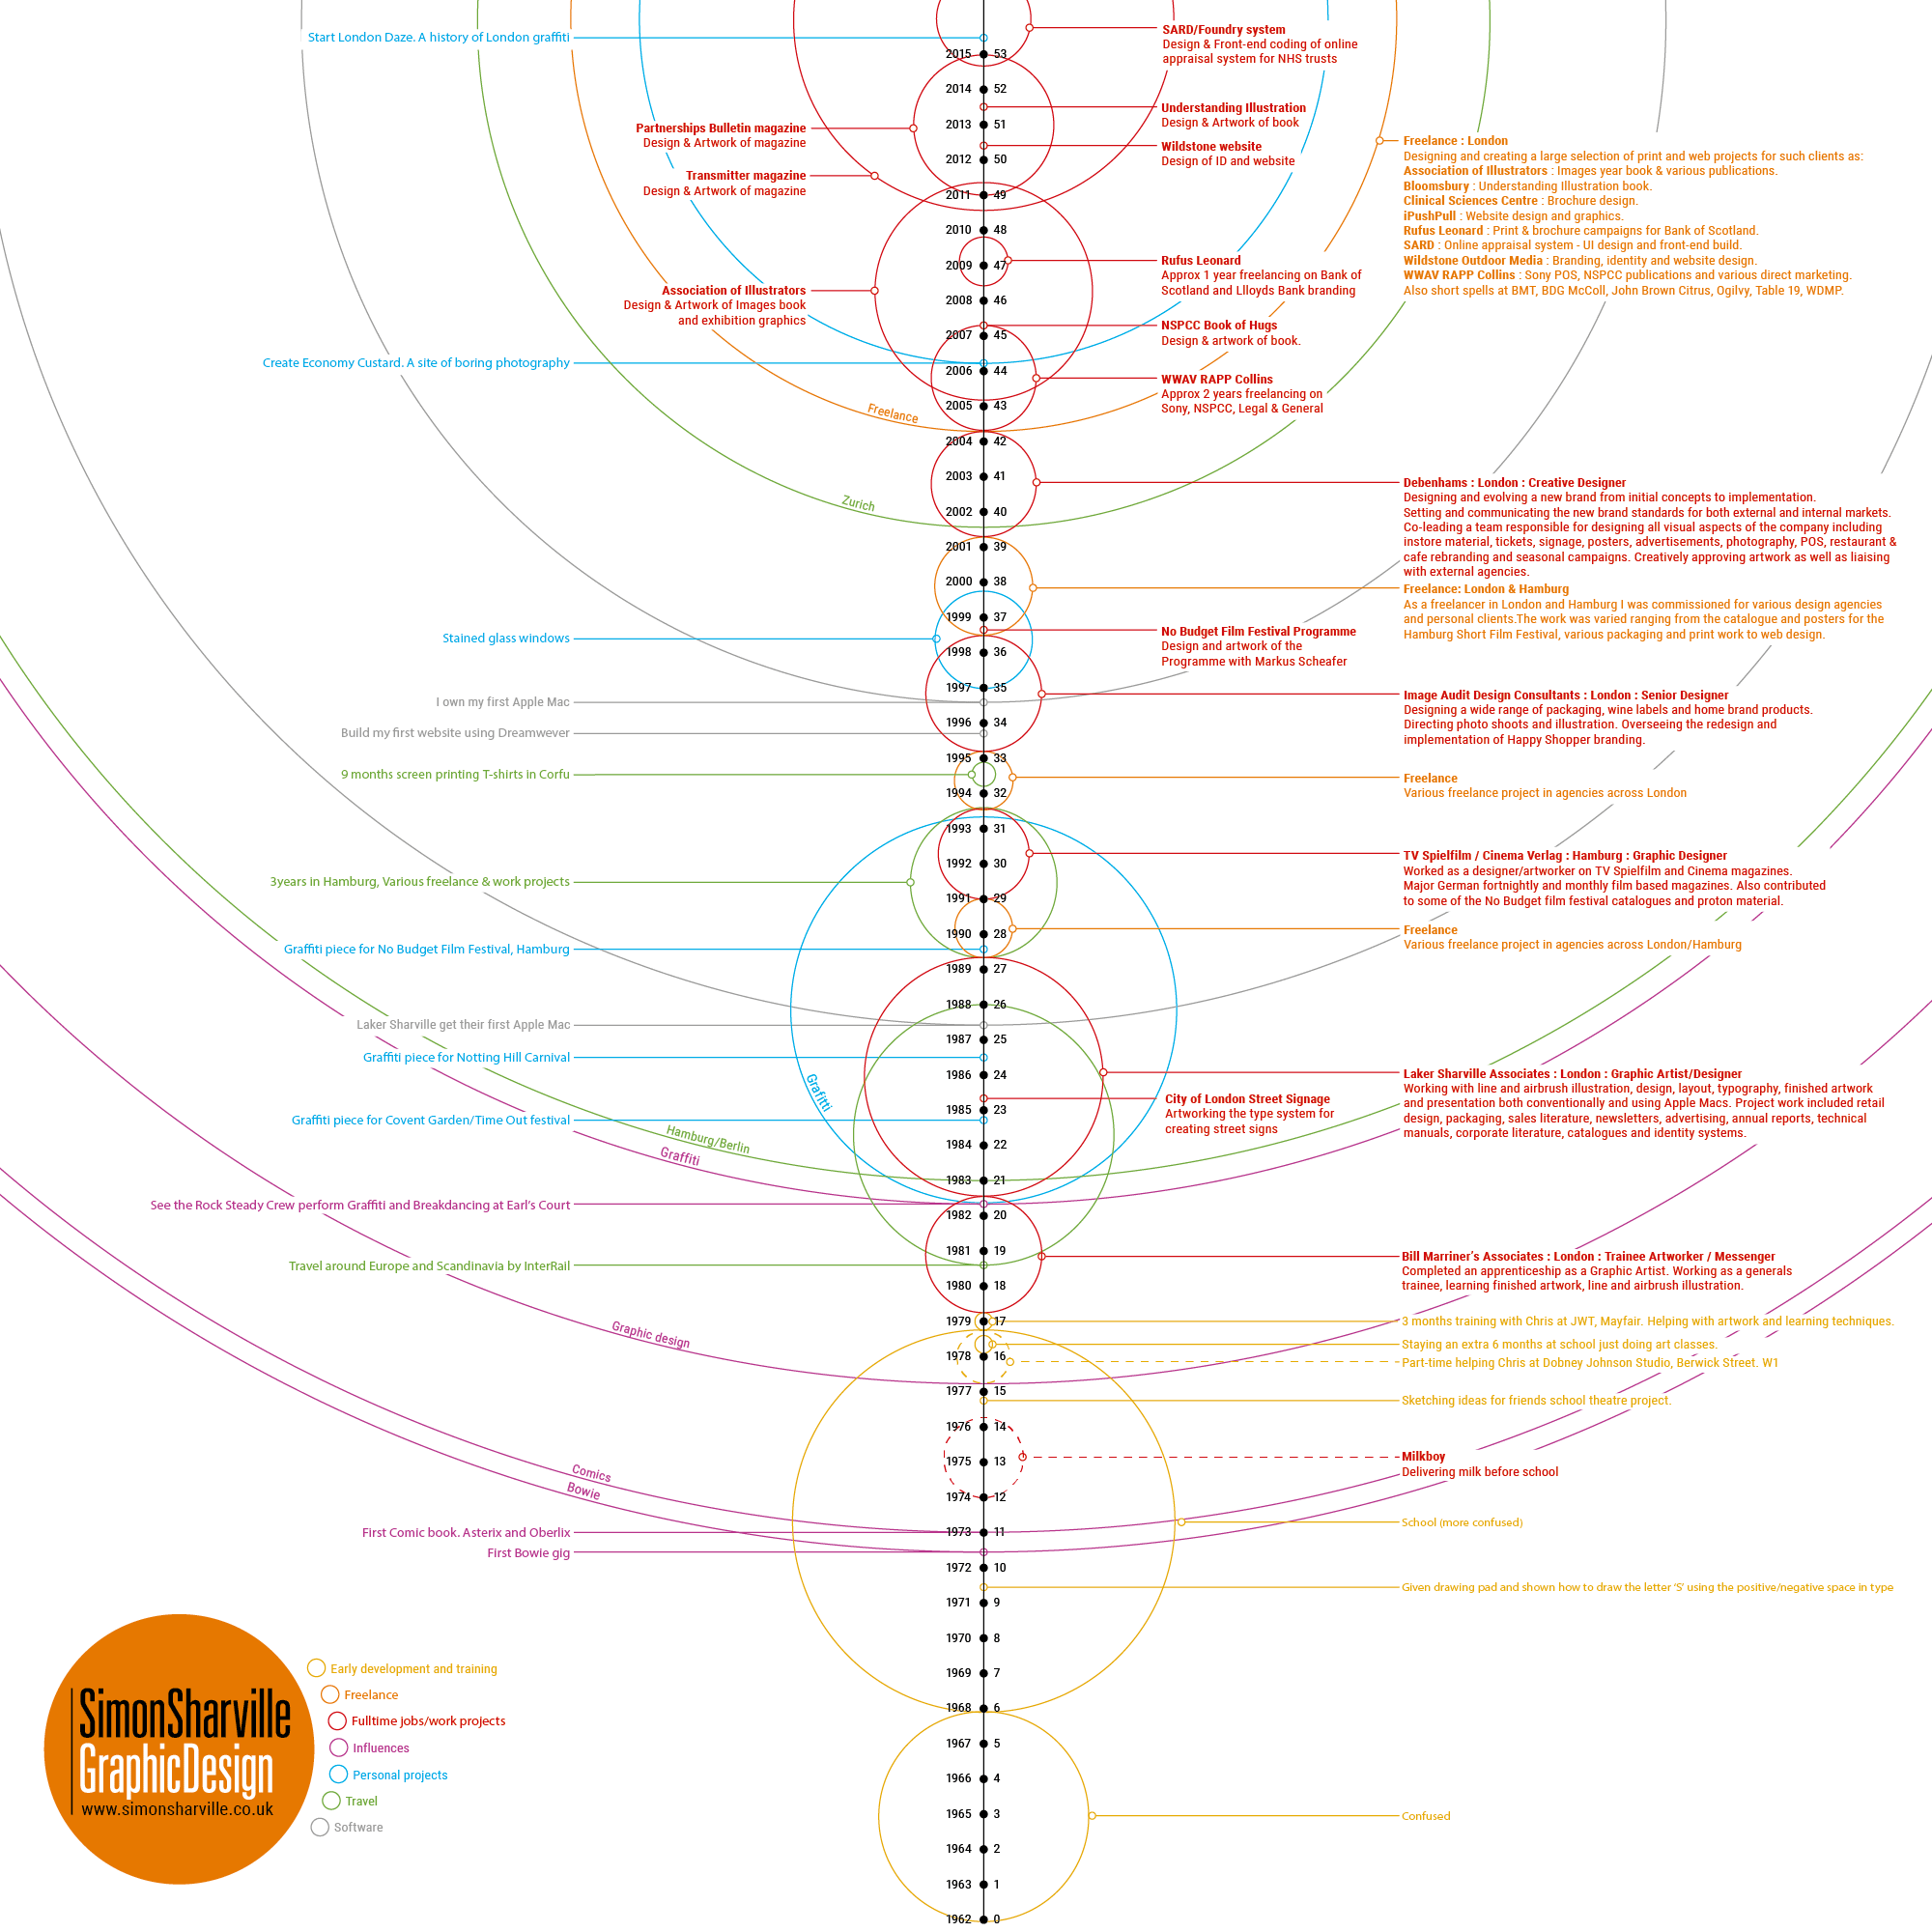 Start London Daze. A history of London graffiti
SARD/Foundry system
Design & Front-end coding of online
appraisal system for NHS trusts
2015 53
2014 52
Understanding Illustration
Design & Artwork of book
Partnerships Bulletin magazine
Design & Artwork of magazine
2013 51
Wildstone website
Design of ID and website
2012 50
Transmitter magazine
Design & Artwork of magazine
2011 49
Freelance : London
Designing and creating a large selection of print and web projects for such clients as:
Association of Illustrators : Images year book & various publications.
Bloomsbury : Understanding Illustration book.
Clinical Sciences Centre : Brochure design.
iPushPull : Website design and graphics.
Rufus Leonard : Print & brochure campaigns for Bank of Scotland.
SARD : Online appraisal system - UI design and front-end build.
Wildstone Outdoor Media : Branding, identity and website design.
WWAV RAPP Collins : Sony POS, NSPCC publications and various direct marketing.
Also short spells at BMT, BDG McColl, John Brown Citrus, Ogilvy, Table 19, WDMP.
2010 48
2009 47
Rufus Leonard
Approx 1 year freelancing on Bank of
Scotland and Llloyds Bank branding
Association of Illustrators
Design & Artwork of Images book
and exhibition graphics
2008 46
NSPCC Book of Hugs
Design & artwork of book.
2007 45
Create Economy Custard. A site of boring photography
2006 44
WWAV RAPP Collins
Approx 2 years freelancing on
Sony, NSPCC, Legal & General
2005 43
Freelance
2004 42
2003 41
Debenhams : London : Creative Designer
Designing and evolving a new brand from initial concepts to implementation.
Setting and communicating the new brand standards for both external and internal markets.
Co-leading a team responsible for designing all visual aspects of the company including
instore material, tickets, signage, posters, advertisements, photography, POS, restaurant &
cafe rebranding and seasonal campaigns. Creatively approving artwork as well as liaising
with external agencies.
Zurich
2002 40
2001 39
2000 38
Freelance: London & Hamburg
As a freelancer in London and Hamburg I was commissioned for various design agencies
and personal clients.The work was varied ranging from the catalogue and posters for the
Hamburg Short Film Festival, various packaging and print work to web design.
1999 37
Stained glass windows
No Budget Film Festival Programme
Design and artwork of the
Programme with Markus Scheafer
1998 36
1997 35
Image Audit Design Consultants : London : Senior Designer
Designing a wide range of packaging, wine labels and home brand products.
Directing photo shoots and illustration. Overseeing the redesign and
implementation of Happy Shopper branding.
I own my first Apple Mac
1996 34
Build my first website using Dreamwever
1995 33
9 months screen printing T-shirts in Corfu
Freelance
Various freelance project in agencies across London
1994 32
1993 31
TV Spielfilm / Cinema Verlag : Hamburg : Graphic Designer
Worked as a designer/artworker on TV Spielfilm and Cinema magazines.
Major German fortnightly and monthly film based magazines. Also contributed
to some of the No Budget film festival catalogues and proton material.
1992 30
3years in Hamburg, Various freelance & work projects
1991 29
1990 28
Freelance
Various freelance project in agencies across London/Hamburg
Graffiti piece for No Budget Film Festival, Hamburg
1989 27
1988 26
Laker Sharville get their first Apple Mac
1987 25
Graffiti piece for Notting Hill Carnival
1986 24
Grafitti
Laker Sharville Associates : London : Graphic Artist/Designer
Working with line and airbrush illustration, design, layout, typography, finished artwork
and presentation both conventionally and using Apple Macs. Project work included retail
design, packaging, sales literature, newsletters, advertising, annual reports, technical
manuals, corporate literature, catalogues and identity systems.
City of London Street Signage
Artworking the type system for
creating street signs
1985 23
Graffiti piece for Covent Garden/Time Out festival
Hamburg/Berlin
Graffiti
1984 22
1983 21
See the Rock Steady Crew perform Graffiti and Breakdancing at Earl's Court
1982 20
1981 19
Bill Marriner's Associates : London : Trainee Artworker / Messenger
Completed an apprenticeship as a Graphic Artist. Working as a generals
trainee, learning finished artwork, line and airbrush illustration.
Travel around Europe and Scandinavia by InterRail
1980 18
1979 17
3 months training with Chris at JWT, Mayfair. Helping with artwork and learning techniques.
Graphic design
Staying an extra 6 months at school just doing art classes.
1978 16
Part-time helping Chris at Dobney Johnson Studio, Berwick Street. W1
1977 15
Sketching ideas for friends school theatre project.
1976 14
1975 13
Milkboy
Delivering milk before school
Comics
Bowie
1974 12
School (more confused)
First Comic book. Asterix and Oberlix
1973 11
First Bowie gig
1972 10
Given drawing pad and shown how to draw the letter 'S' using the positive/negative space in type
1971 9
1970 8
1969 7
1968 6
1967 5
1966 4
1965 3
Confused
1964 2
1963 1
1962 0
SimonSharville
GraphicDesign
www.simonsharville.co.uk
Early development and training
Freelance
Fulltime jobs/work projects
Influences
Personal projects
Travel
Software